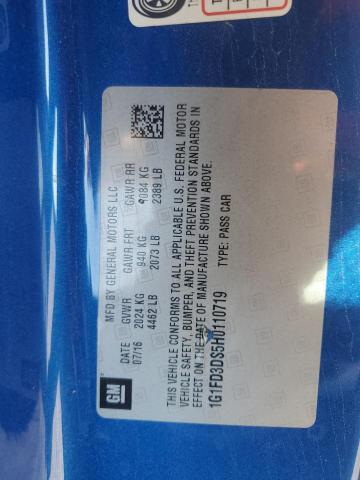 GM
MFD BY GENERAL MOTORS LLC
DATE GVWR GAWR FRT GAWR RR
07/16 2024 KG 940 KG 1084 KG
4462 LB 2073 LB 2389 LB
THIS VEHICLE CONFORMS TO ALL APPLICABLE U.S. FEDERAL MOTOR
VEHICLE SAFETY, BUMPER, AND THEFT PREVENTION STANDARDS IN
EFFECT ON THE DATE OF MANUFACTURE SHOWN ABOVE.
1G1FD3DS5H0110719 TYPE: PASS CAR